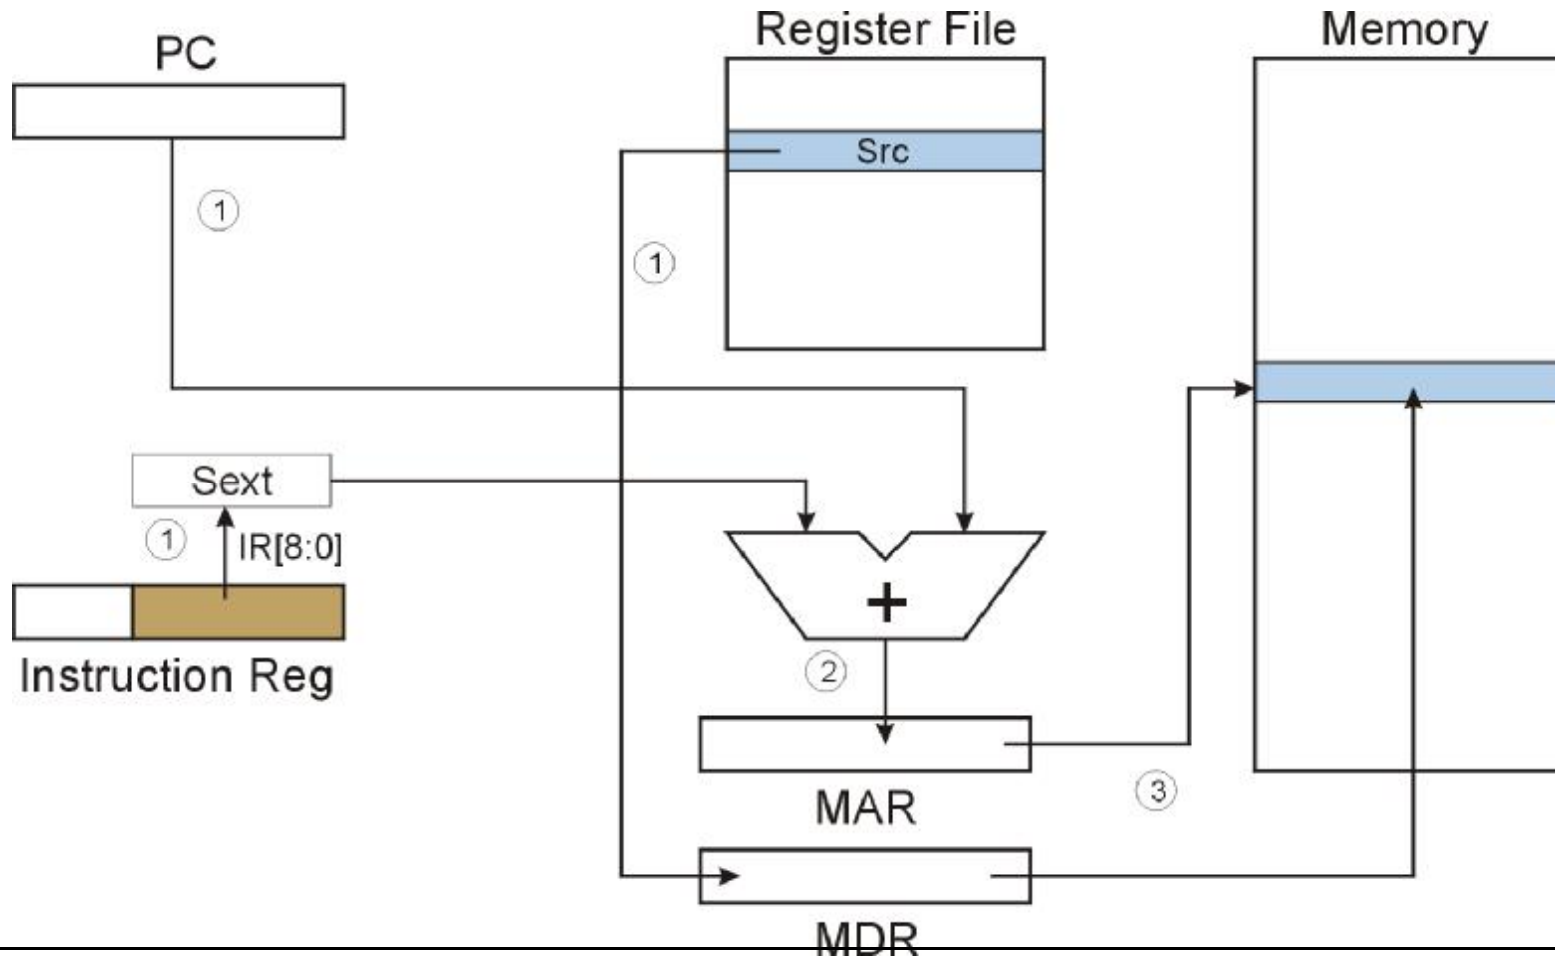 PC
Register File
Memory
Src
1
1
Sext
1
IR[8:0]
+
Instruction Reg
2
MAR
3
MDR